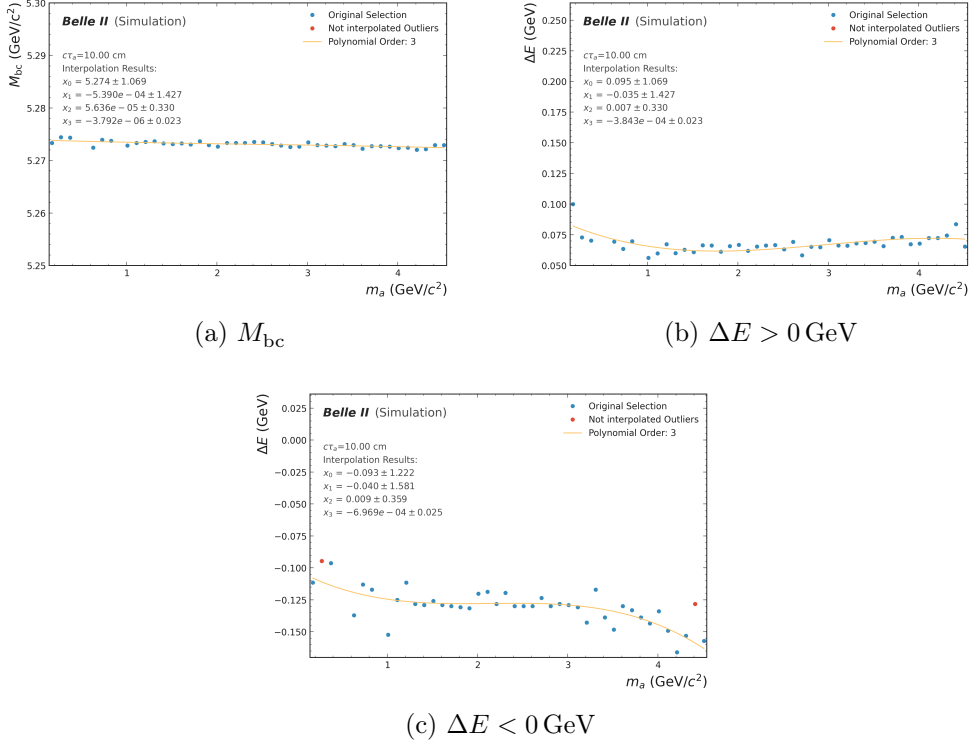 Belle II (Simulation)
Original Selection
Not interpolated Outliers
Polynomial Order: 3
cτₐ=10.00 cm
Interpolation Results:
x₀ = 5.274 ± 1.069
x₁ = −5.390e − 04 ± 1.427
x₂ = 5.636e − 05 ± 0.330
x₃ = −3.792e − 06 ± 0.023
M_bc (GeV/c²)
5.30
5.29
5.28
5.27
5.26
5.25
1 2 3 4
mₐ (GeV/c²)
(a) M_bc
Belle II (Simulation)
Original Selection
Not interpolated Outliers
Polynomial Order: 3
cτₐ=10.00 cm
Interpolation Results:
x₀ = 0.095 ± 1.069
x₁ = −0.035 ± 1.427
x₂ = 0.007 ± 0.330
x₃ = −3.843e − 04 ± 0.023
ΔE (GeV)
0.250
0.225
0.200
0.175
0.150
0.125
0.100
0.075
0.050
1 2 3 4
mₐ (GeV/c²)
(b) ΔE > 0 GeV
Belle II (Simulation)
Original Selection
Not interpolated Outliers
Polynomial Order: 3
cτₐ=10.00 cm
Interpolation Results:
x₀ = −0.093 ± 1.222
x₁ = −0.040 ± 1.581
x₂ = 0.009 ± 0.359
x₃ = −6.969e − 04 ± 0.025
ΔE (GeV)
0.025
0.000
−0.025
−0.050
−0.075
−0.100
−0.125
−0.150
1 2 3 4
mₐ (GeV/c²)
(c) ΔE < 0 GeV